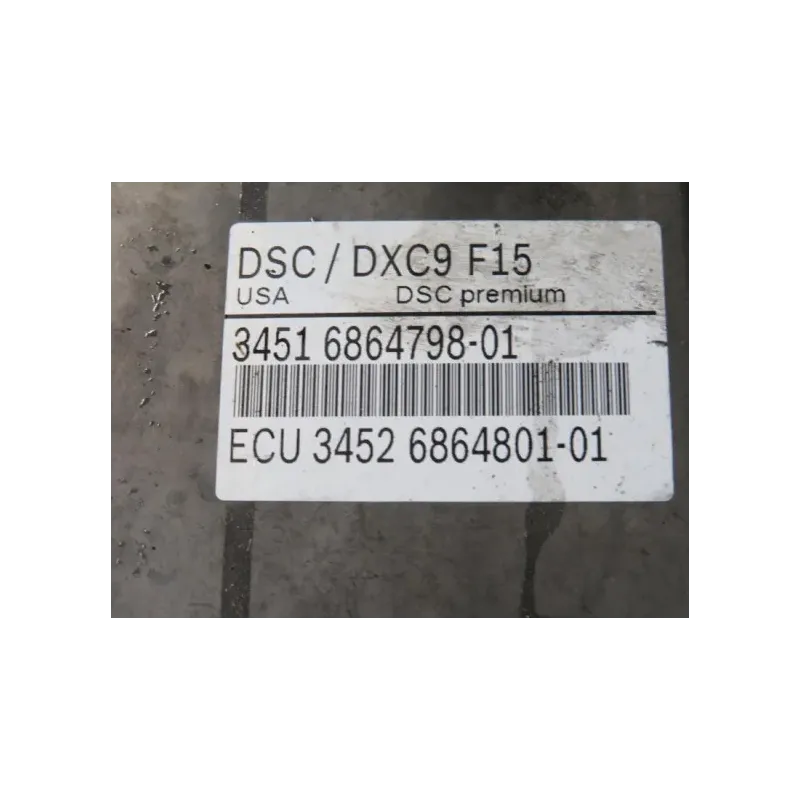 DSC / DXC9 F15
USA DSC premium
3451 6864798-01
ECU 3452 6864801-01